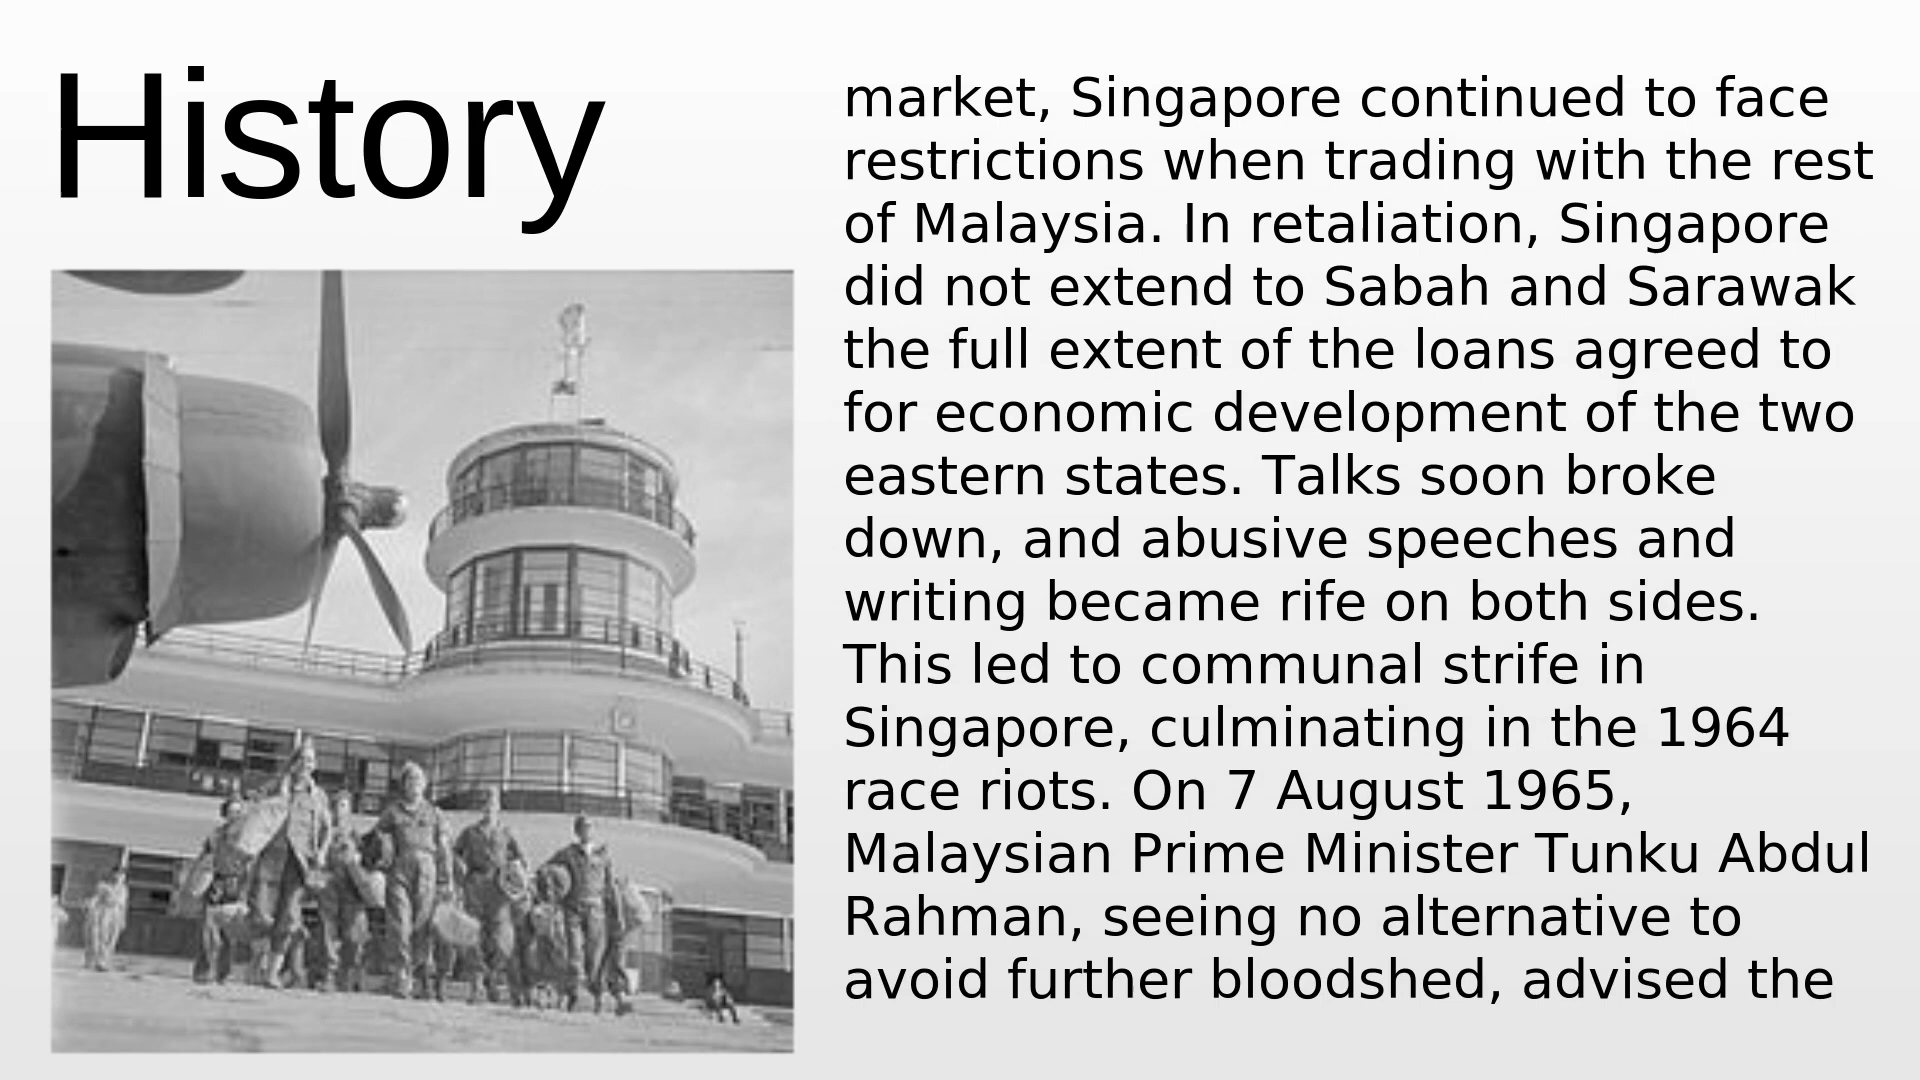 History
market, Singapore continued to face
restrictions when trading with the rest
of Malaysia. In retaliation, Singapore
did not extend to Sabah and Sarawak
the full extent of the loans agreed to
for economic development of the two
eastern states. Talks soon broke
down, and abusive speeches and
writing became rife on both sides.
This led to communal strife in
Singapore, culminating in the 1964
race riots. On 7 August 1965,
Malaysian Prime Minister Tunku Abdul
Rahman, seeing no alternative to
avoid further bloodshed, advised the